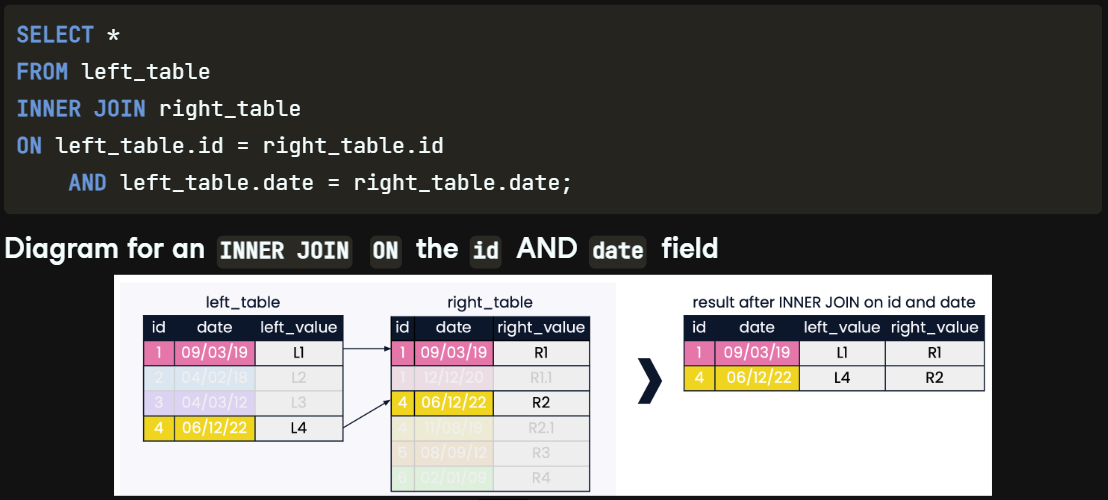 SELECT *
FROM left_table
INNER JOIN right_table
ON left_table.id = right_table.id
AND left_table.date = right_table.date;
Diagram for an INNER JOIN ON the id AND date field
left_table
id date left_value
1 09/03/19 L1
2 04/02/18 L2
3 04/03/12 L3
4 06/12/22 L4
right_table
id date right_value
1 09/03/19 R1
1 12/12/20 R1.1
4 06/12/22 R2
4 11/08/19 R2.1
5 08/09/12 R3
6 02/01/09 R4
result after INNER JOIN on id and date
id date left_value right_value
1 09/03/19 L1 R1
4 06/12/22 L4 R2